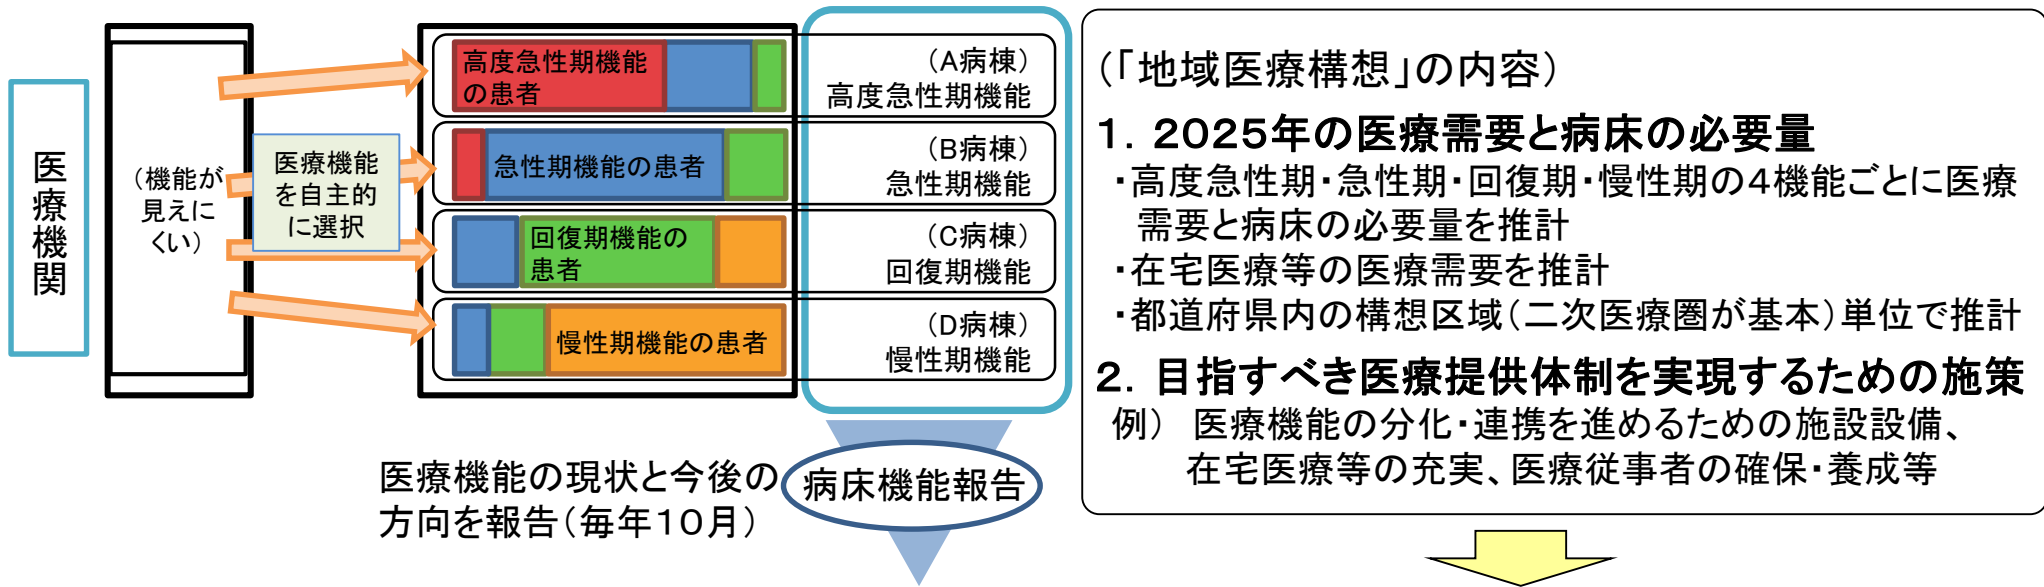 医療機関
(機能が
見えに
くい)
医療機能
を自主的
に選択
高度急性期機能
の患者
(A病棟)
高度急性期機能
急性期機能の患者
(B病棟)
急性期機能
回復期機能の
患者
(C病棟)
回復期機能
慢性期機能の患者
(D病棟)
慢性期機能
医療機能の現状と今後の
方向を報告(毎年10月)
病床機能報告
(「地域医療構想」の内容)
1. 2025年の医療需要と病床の必要量
・高度急性期・急性期・回復期・慢性期の4機能ごとに医療
需要と病床の必要量を推計
・在宅医療等の医療需要を推計
・都道府県内の構想区域(二次医療圏が基本)単位で推計
2. 目指すべき医療提供体制を実現するための施策
例) 医療機能の分化・連携を進めるための施設設備、
在宅医療等の充実、医療従事者の確保・養成等